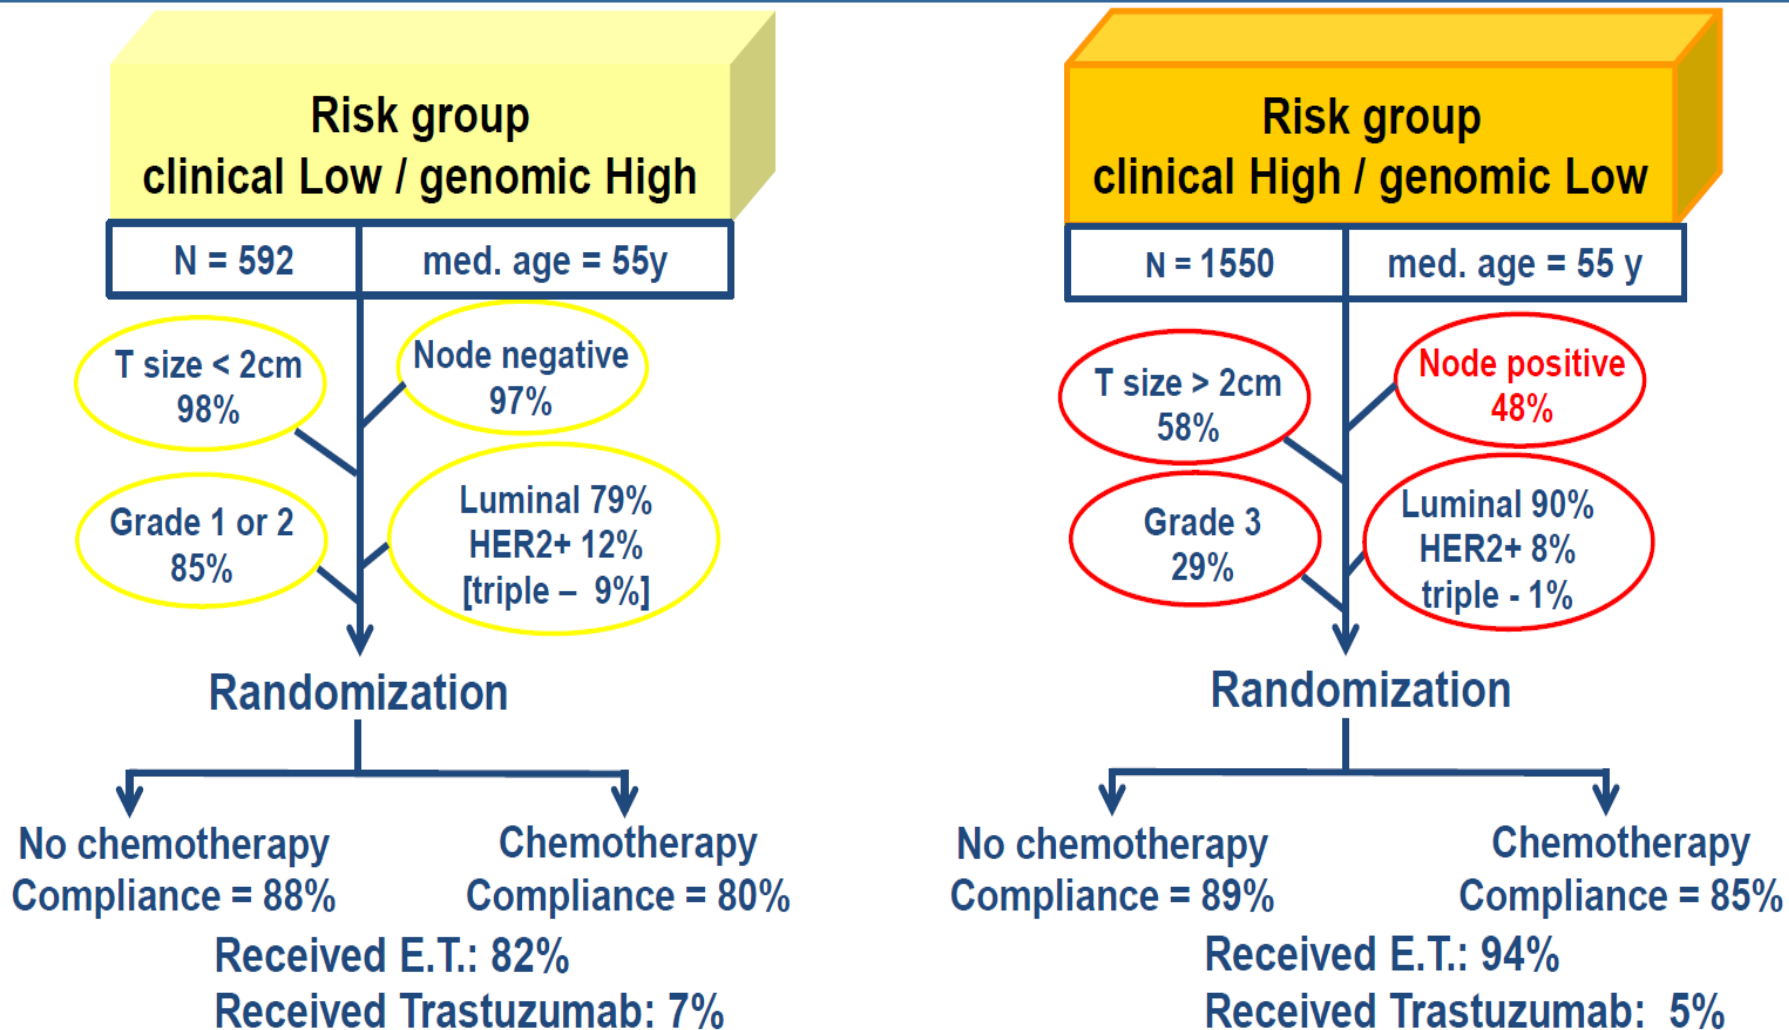 Risk group
clinical Low / genomic High
N = 592
med. age = 55y
T size < 2cm
98%
Node negative
97%
Grade 1 or 2
85%
Luminal 79%
HER2+ 12%
[triple – 9%]
Randomization
No chemotherapy
Compliance = 88%
Chemotherapy
Compliance = 80%
Received E.T.: 82%
Received Trastuzumab: 7%
Risk group
clinical High / genomic Low
N = 1550
med. age = 55 y
T size > 2cm
58%
Node positive
48%
Grade 3
29%
Luminal 90%
HER2+ 8%
triple - 1%
Randomization
No chemotherapy
Compliance = 89%
Chemotherapy
Compliance = 85%
Received E.T.: 94%
Received Trastuzumab: 5%